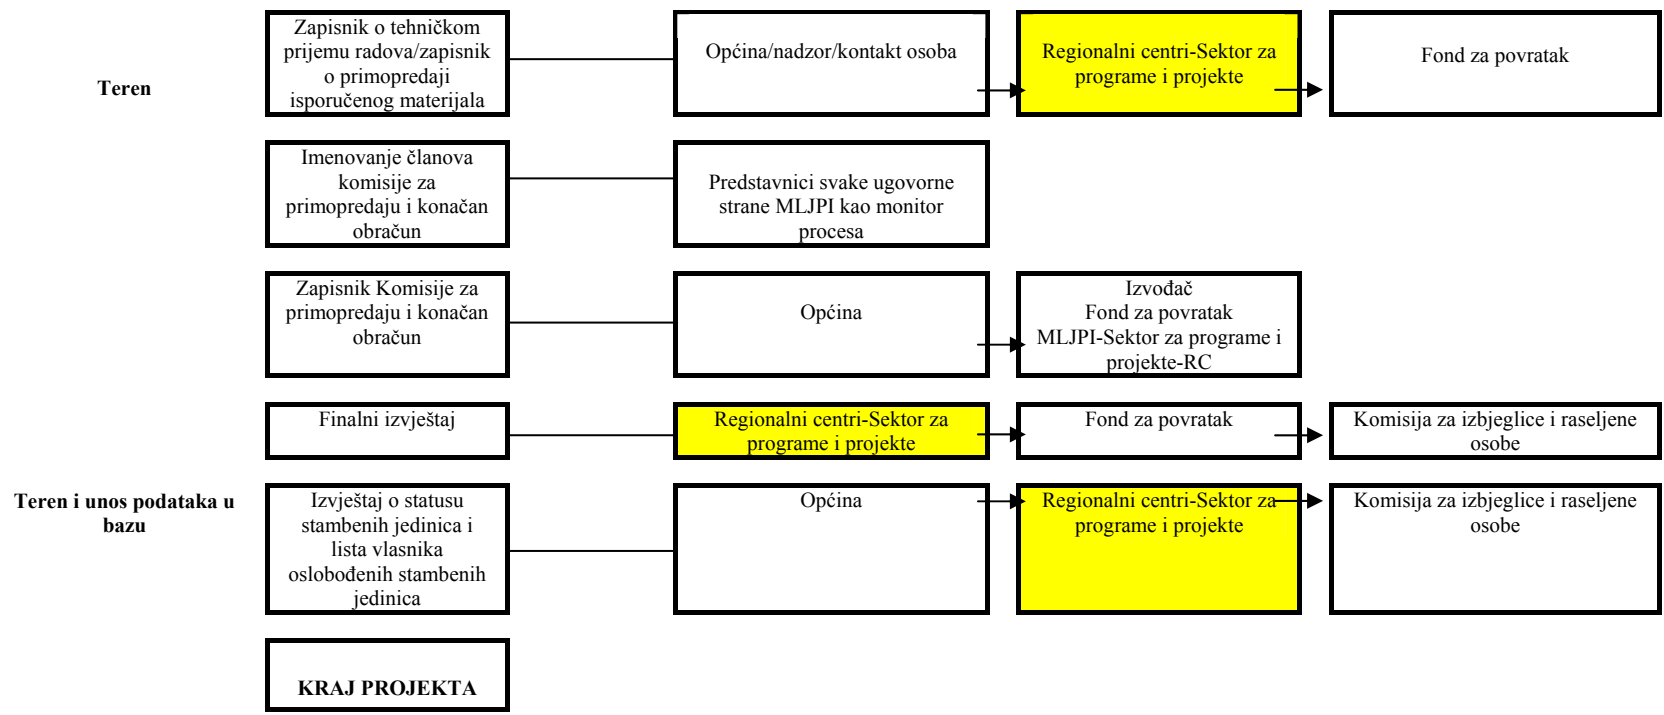 Teren
Zapisnik o tehničkom
prijemu radova/zapisnik
o primopredaji
isporučenog materijala
Općina/nadzor/kontakt osoba
Regionalni centri-Sektor za
programe i projekte
Fond za povratak
Imenovanje članova
komisije za
primopredaju i konačan
obračun
Predstavnici svake ugovorne
strane MLJPI kao monitor
procesa
Zapisnik Komisije za
primopredaju i konačan
obračun
Općina
Izvođač
Fond za povratak
MLJPI-Sektor za programe i
projekte-RC
Finalni izvještaj
Regionalni centri-Sektor za
programe i projekte
Fond za povratak
Komisija za izbjeglice i raseljene
osobe
Teren i unos podataka u
bazu
Izvještaj o statusu
stambenih jedinica i
lista vlasnika
oslobođenih stambenih
jedinica
Općina
Regionalni centri-Sektor za
programe i projekte
Komisija za izbjeglice i raseljene
osobe
KRAJ PROJEKTA